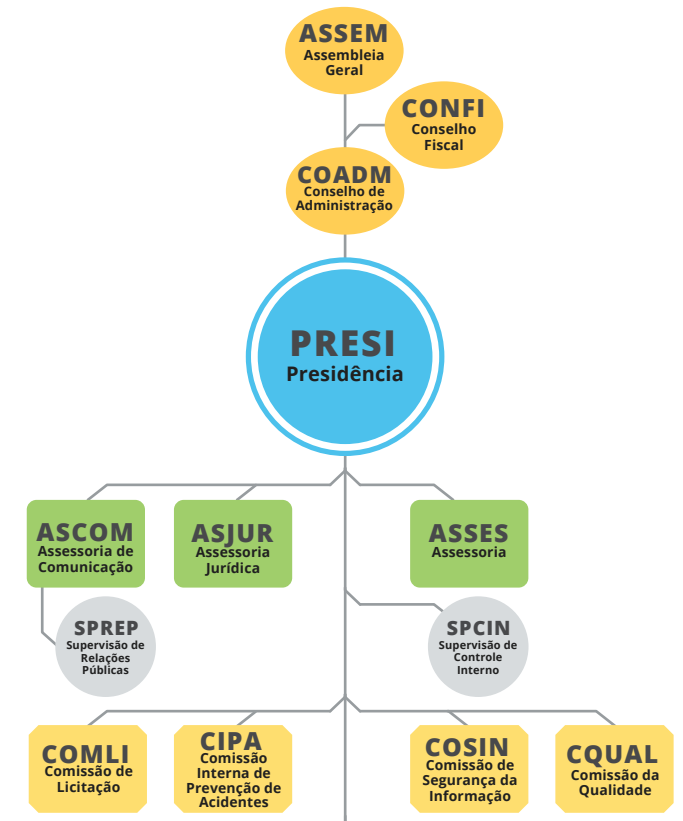 ASSEM
Assembleia
Geral
CONFI
Conselho
Fiscal
COADM
Conselho de
Administração
PRESI
Presidência
ASCOM
Assessoria de
Comunicação
ASJUR
Assessoria
Jurídica
ASSES
Assessoria
SPREP
Supervisão de
Relações
Públicas
SPCIN
Supervisão de
Controle
Interno
COMLI
Comissão de
Licitação
CIPA
Comissão
Interna de
Prevenção de
Acidentes
COSIN
Comissão de
Segurança da
Informação
CQUAL
Comissão da
Qualidade